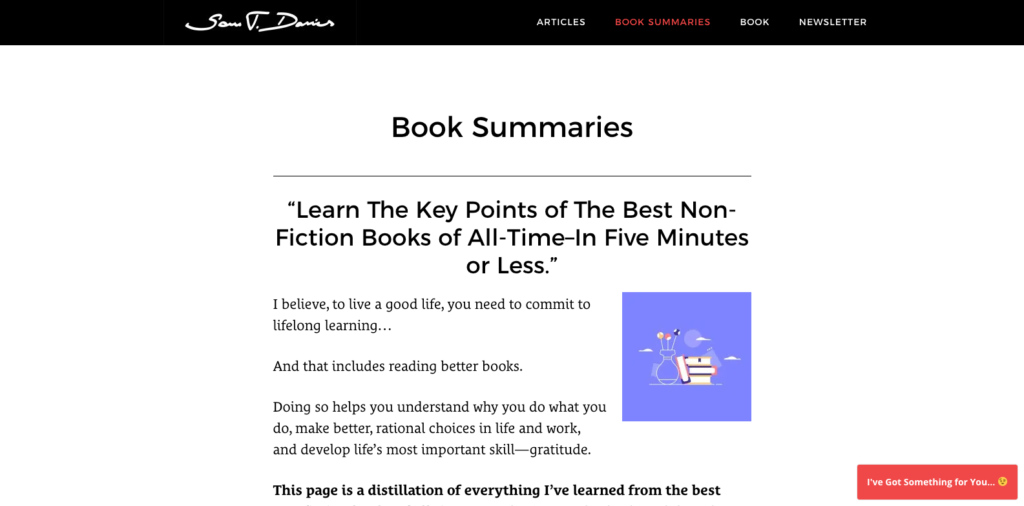 Sam T. Davies
ARTICLES BOOK SUMMARIES BOOK NEWSLETTER
Book Summaries
“Learn The Key Points of The Best Non-
Fiction Books of All-Time–In Five Minutes
or Less.”
I believe, to live a good life, you need to commit to
lifelong learning…
And that includes reading better books.
Doing so helps you understand why you do what you
do, make better, rational choices in life and work,
and develop life’s most important skill—gratitude.
This page is a distillation of everything I’ve learned from the best
I’ve Got Something for You… 😉